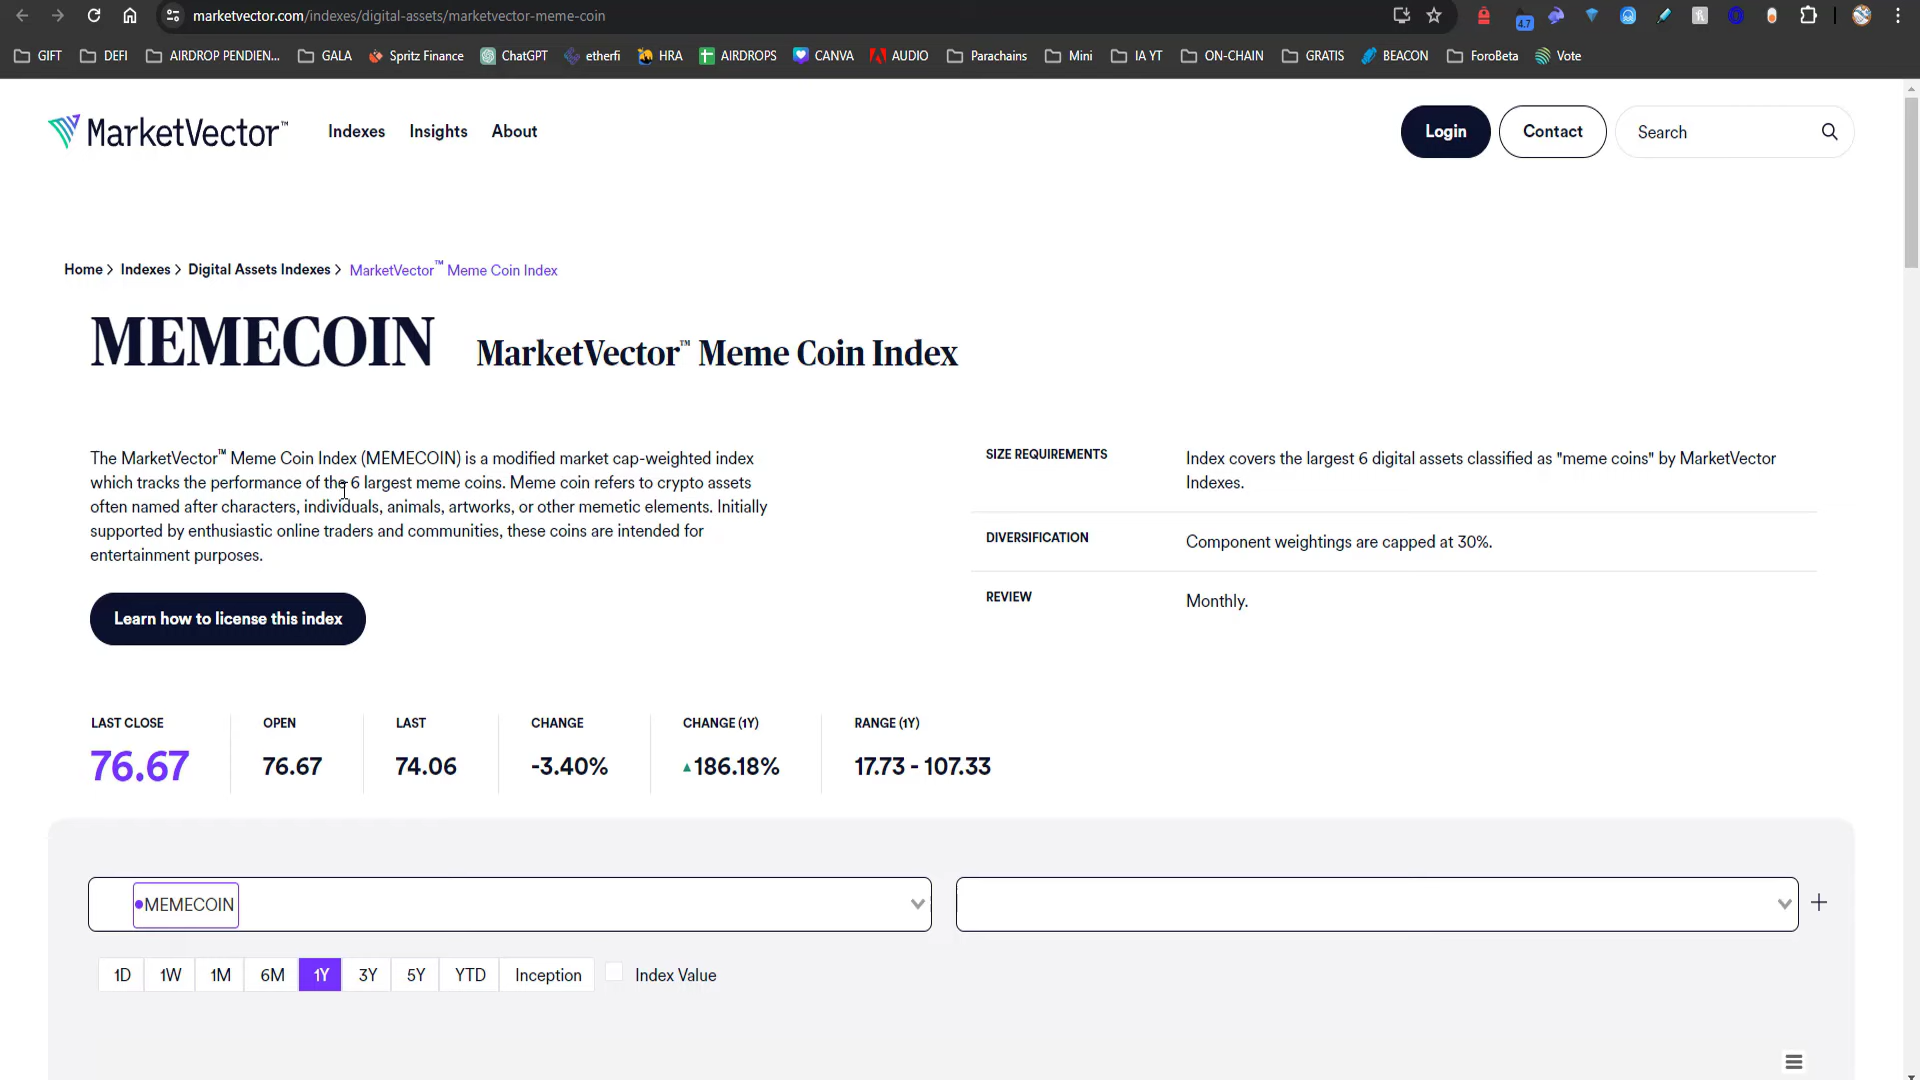 marketvector.com/indexes/digital-assets/marketvector-meme-coin
4.7
GIFT DEFI AIRDROP PENDIEN... GALA Spritz Finance ChatGPT etherfi HRA AIRDROPS CANVA AUDIO Parachains Mini IA YT ON-CHAIN GRATIS BEACON ForoBeta Vote
MarketVector™ Indexes Insights About Login Contact Search
Home > Indexes > Digital Assets Indexes > MarketVector™ Meme Coin Index
MEMECOIN MarketVector™ Meme Coin Index
The MarketVector™ Meme Coin Index (MEMECOIN) is a modified market cap-weighted index
which tracks the performance of the 6 largest meme coins. Meme coin refers to crypto assets
often named after characters, individuals, animals, artworks, or other memetic elements. Initially
supported by enthusiastic online traders and communities, these coins are intended for
entertainment purposes.
Learn how to license this index
SIZE REQUIREMENTS Index covers the largest 6 digital assets classified as "meme coins" by MarketVector
Indexes.
DIVERSIFICATION Component weightings are capped at 30%.
REVIEW Monthly.
LAST CLOSE OPEN LAST CHANGE CHANGE (1Y) RANGE (1Y)
76.67 76.67 74.06 -3.40% ▲186.18% 17.73 - 107.33
MEMECOIN
1D 1W 1M 6M 1Y 3Y 5Y YTD Inception Index Value